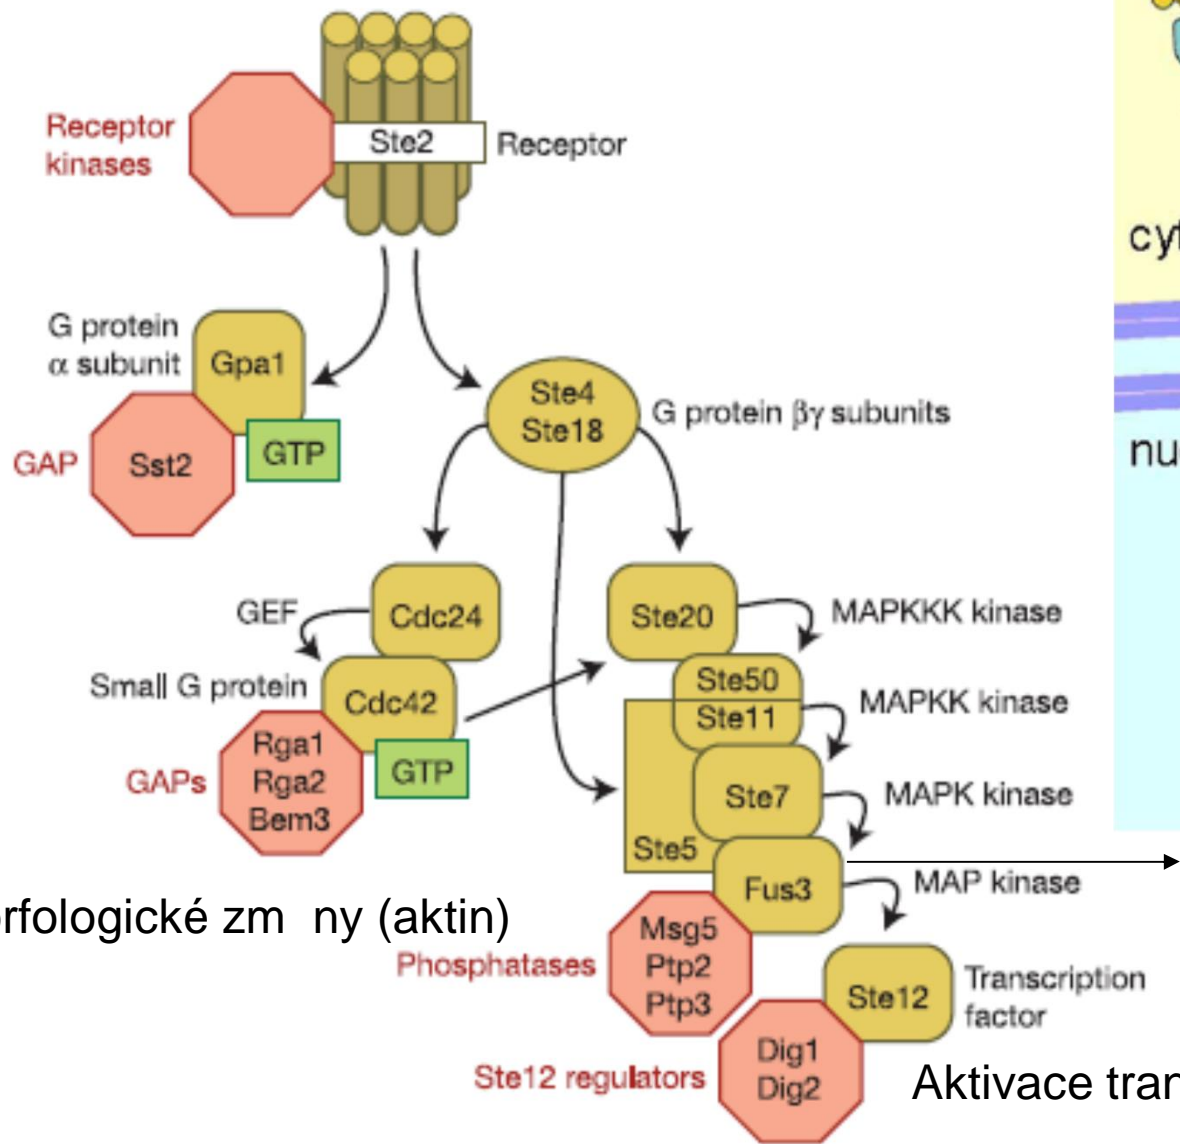 Receptor
kinases
Ste2
Receptor
G protein
α subunit
Gpa1
GAP
Sst2
GTP
Ste4
Ste18
G protein βγ subunits
GEF
Cdc24
Small G protein
Cdc42
GAPs
Rga1
Rga2
Bem3
GTP
Ste20
MAPKKK kinase
Ste50
Ste11
MAPKK kinase
Ste7
MAPK kinase
Ste5
Fus3
MAP kinase
rfologické zm ny (aktin)
Phosphatases
Msg5
Ptp2
Ptp3
Ste12
Transcription
factor
Ste12 regulators
Dig1
Dig2
Aktivace tran
cyt
nu